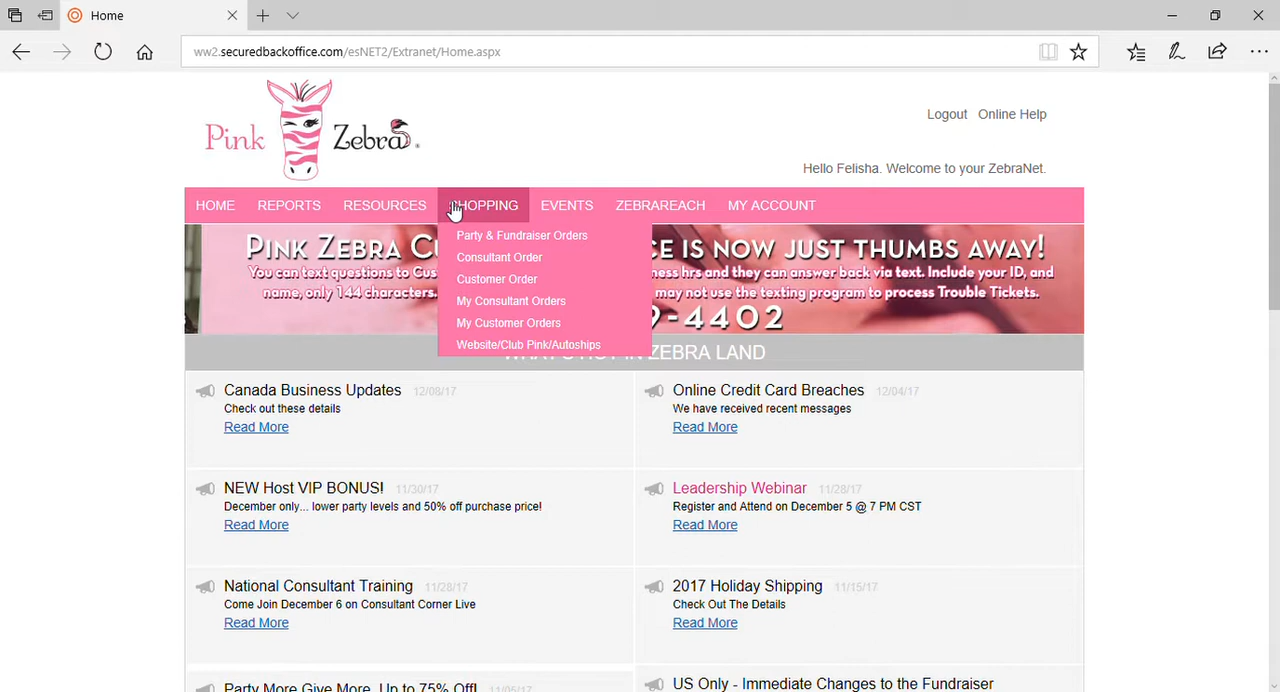 Home
ww2.securedbackoffice.com/esNET2/Extranet/Home.aspx
Pink Zebra
Logout Online Help
Hello Felisha. Welcome to your ZebraNet.
HOME REPORTS RESOURCES SHOPPING EVENTS ZEBRAREACH MY ACCOUNT
Party & Fundraiser Orders
Consultant Order
Customer Order
My Consultant Orders
My Customer Orders
Website/Club Pink/Autoships
PINK ZEBRA CU CE IS NOW JUST THUMBS AWAY!
You can text questions to Cus ness hrs and they can answer back via text. Include your ID, and
name, only 144 characters. may not use the texting program to process Trouble Tickets.
9-4402
WHAT'S HOT IN ZEBRA LAND
Canada Business Updates 12/08/17
Check out these details
Read More
Online Credit Card Breaches 12/04/17
We have received recent messages
Read More
NEW Host VIP BONUS! 11/30/17
December only... lower party levels and 50% off purchase price!
Read More
Leadership Webinar 11/28/17
Register and Attend on December 5 @ 7 PM CST
Read More
National Consultant Training 11/28/17
Come Join December 6 on Consultant Corner Live
Read More
2017 Holiday Shipping 11/15/17
Check Out The Details
Read More
Party More Give More, Up to 75% Off! 11/05/17
US Only - Immediate Changes to the Fundraiser